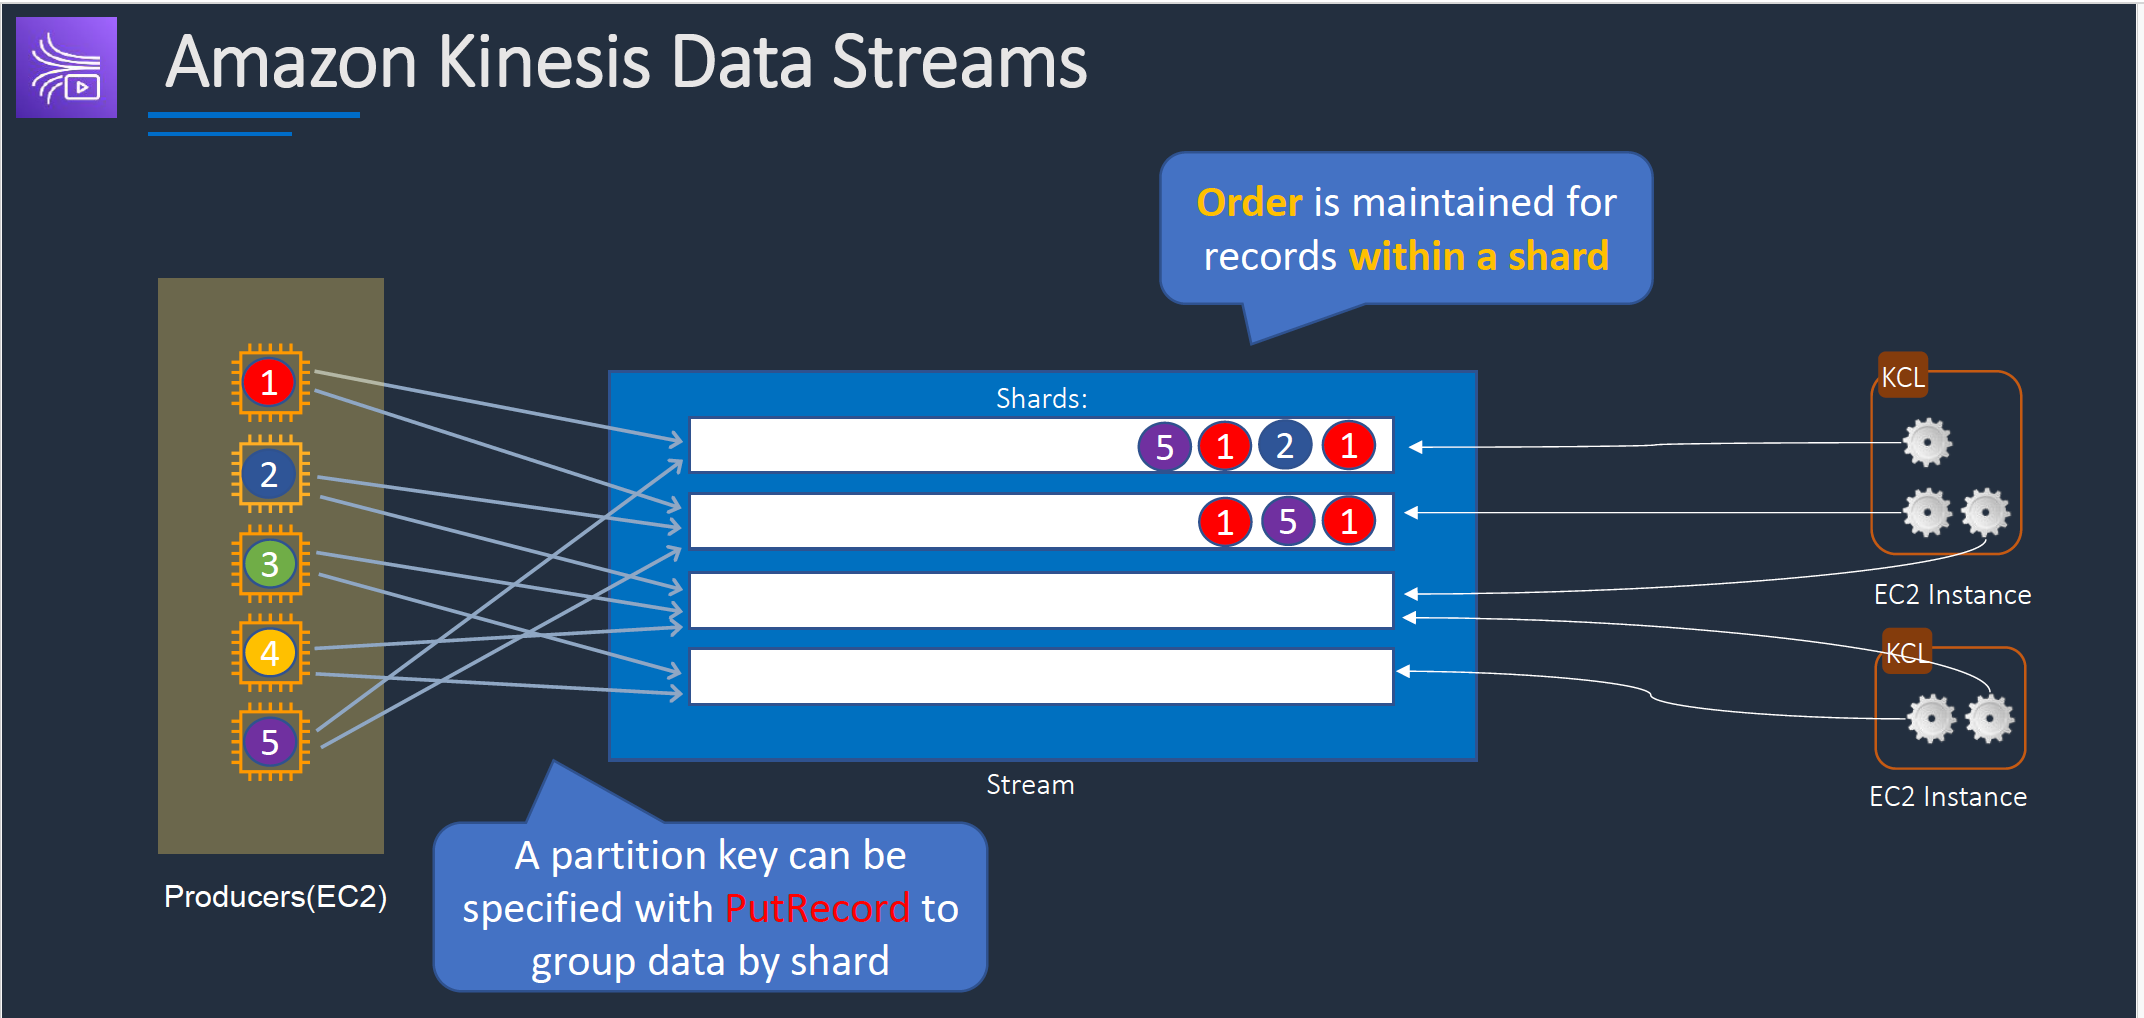 Amazon Kinesis Data Streams
Order is maintained for
records within a shard
1
2
3
4
5
Producers(EC2)
Shards:
5 1 2 1
1 5 1
Stream
A partition key can be
specified with PutRecord to
group data by shard
KCL
EC2 Instance
KCL
EC2 Instance